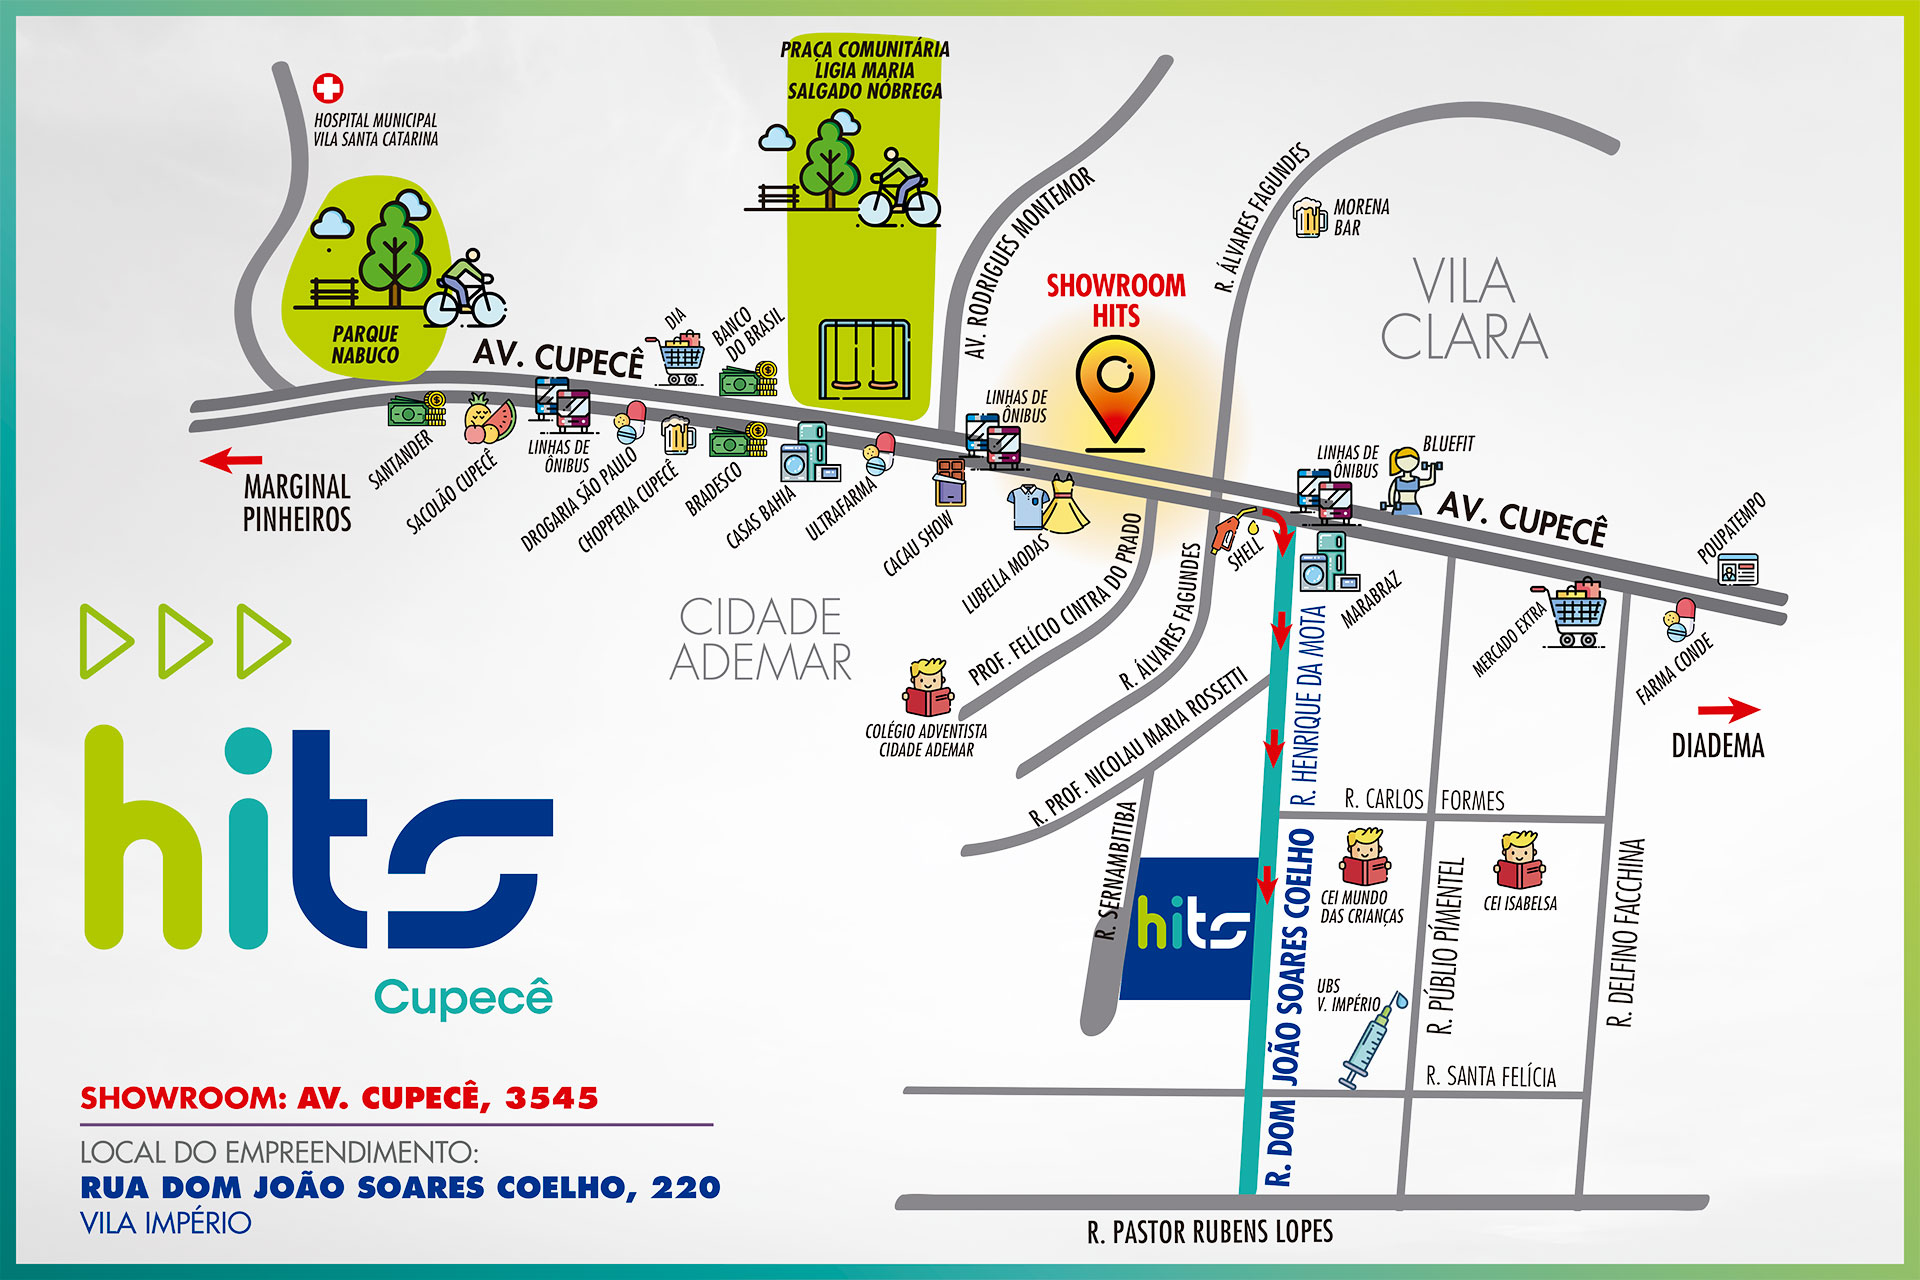 HOSPITAL MUNICIPAL
VILA SANTA CATARINA
PARQUE
NABUCO
PRAÇA COMUNITÁRIA
LÍGIA MARIA
SALGADO NÓBREGA
AV. RODRIGUES MONTEMOR
R. ÁLVARES FAGUNDES
MORENA
BAR
VILA
CLARA
SHOWROOM
HITS
AV. CUPECÊ
DIA
BANCO
DO BRASIL
LINHAS DE
ÔNIBUS
LINHAS DE
ÔNIBUS
BLUEFIT
AV. CUPECÊ
POUPATEMPO
MARGINAL
PINHEIROS
SANTANDER
SACOLÃO CUPECÊ
LINHAS DE
ÔNIBUS
DROGARIA SÃO PAULO
CHOPPERIA CUPECÊ
BRADESCO
CASAS BAHIA
ULTRAFARMA
CACAU SHOW
LUBELLA MODAS
PROF. FELÍCIO CINTRA DO PRADO
R. ÁLVARES FAGUNDES
SHELL
MARABRAZ
MERCADO EXTRA
FARMA CONDE
DIADEMA
CIDADE
ADEMAR
COLÉGIO ADVENTISTA
CIDADE ADEMAR
R. PROF. NICOLAU MARIA ROSSETTI
R. HENRIQUE DA MOTA
R. CARLOS FORMES
R. SERNAMBITIBA
hits
R. DOM JOÃO SOARES COELHO
CEI MUNDO
DAS CRIANÇAS
CEI ISABELSA
R. PÚBLIO PÍMENTEL
R. DELFINO FACCHINA
UBS
V. IMPÉRIO
R. SANTA FELÍCIA
R. PASTOR RUBENS LOPES
hits
Cupecê
SHOWROOM: AV. CUPECÊ, 3545
LOCAL DO EMPREENDIMENTO:
RUA DOM JOÃO SOARES COELHO, 220
VILA IMPÉRIO